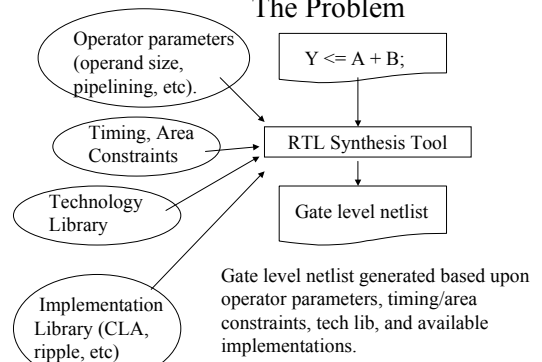 The Problem
Operator parameters
(operand size,
pipelining, etc).
Y <= A + B;
Timing, Area
Constraints
RTL Synthesis Tool
Technology
Library
Gate level netlist
Implementation
Library (CLA,
ripple, etc)
Gate level netlist generated based upon
operator parameters, timing/area
constraints, tech lib, and available
implementations.